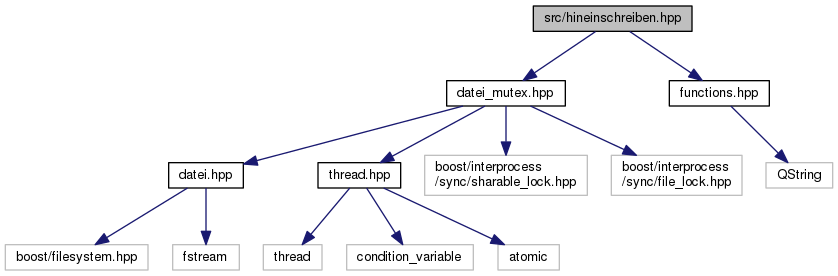 src/hineinschreiben.hpp
datei_mutex.hpp
functions.hpp
datei.hpp
thread.hpp
boost/interprocess
/sync/sharable_lock.hpp
boost/interprocess
/sync/file_lock.hpp
QString
boost/filesystem.hpp
fstream
thread
condition_variable
atomic